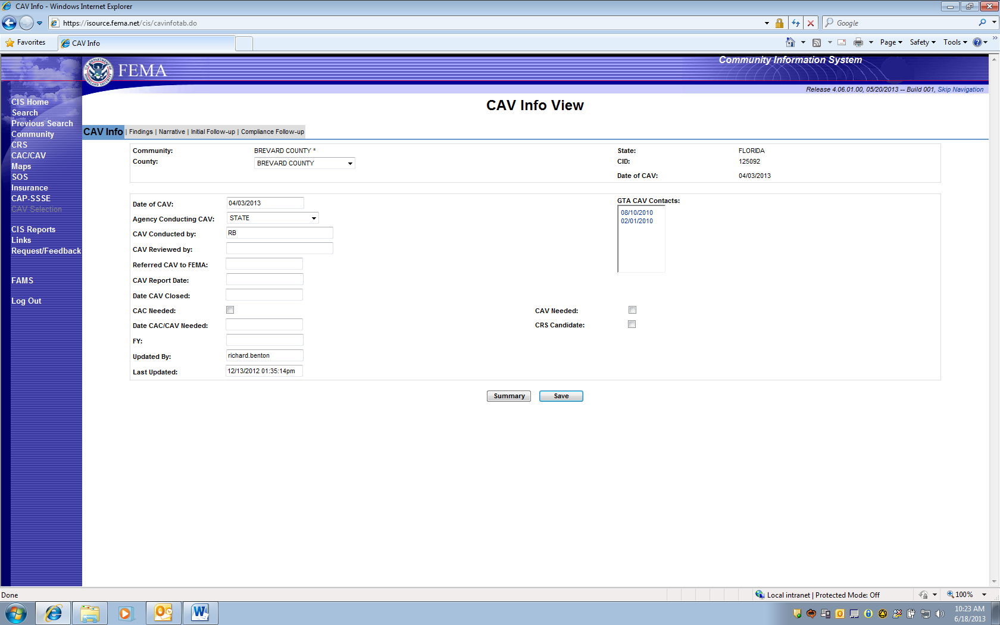 CAV Info - Windows Internet Explorer
https://isource.fema.net/cis/cavinfotab.do
Google
Favorites
CAV Info
Page
Safety
Tools
FEMA
Community Information System
Release 4.06.01.00, 05/20/2013 -- Build 001, Skip Navigation
CIS Home
Search
Previous Search
Community
CRS
CAC/CAV
Maps
SOS
Insurance
CAP-SSSE
CAV Selection
CIS Reports
Links
Request/Feedback
FAMS
Log Out
CAV Info View
CAV Info | Findings | Narrative | Initial Follow-up | Compliance Follow-up
Community: BREVARD COUNTY * State: FLORIDA
County: BREVARD COUNTY CID: 125092
Date of CAV: 04/03/2013
Date of CAV: 04/03/2013
Agency Conducting CAV: STATE
CAV Conducted by: RB
CAV Reviewed by:
Referred CAV to FEMA:
CAV Report Date:
Date CAV Closed:
GTA CAV Contacts:
08/10/2010
02/01/2010
CAC Needed: CAV Needed:
Date CAC/CAV Needed: CRS Candidate:
FY:
Updated By: richard.benton
Last Updated: 12/13/2012 01:35:14pm
Summary Save
Done
Local intranet | Protected Mode: Off
100%
10:23 AM
6/18/2013